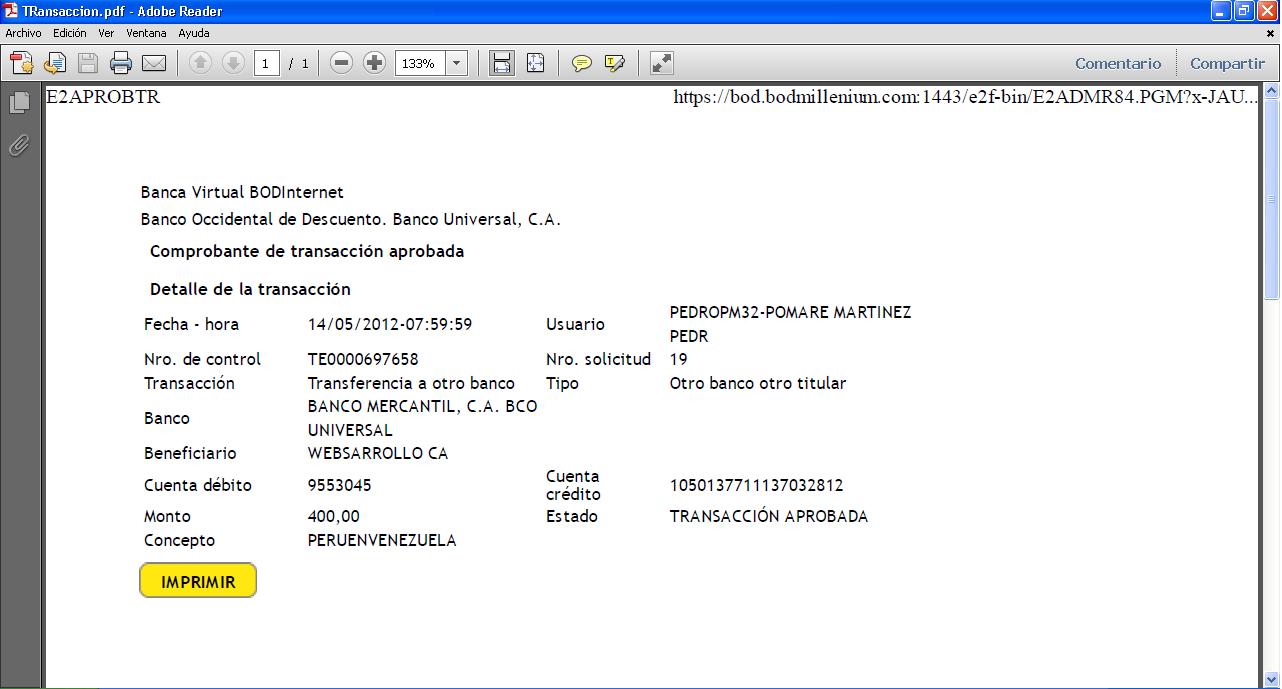 TRansaccion.pdf - Adobe Reader
Archivo Edición Ver Ventana Ayuda
1 / 1 133% Comentario Compartir
E2APROBTR https://bod.bodmillenium.com:1443/e2f-bin/E2ADMR84.PGM?x-JAU...
Banca Virtual BODInternet
Banco Occidental de Descuento. Banco Universal, C.A.
Comprobante de transacción aprobada
Detalle de la transacción
Fecha - hora 14/05/2012-07:59:59 Usuario PEDROPM32-POMARE MARTINEZ
PEDR
Nro. de control TE0000697658 Nro. solicitud 19
Transacción Transferencia a otro banco Tipo Otro banco otro titular
Banco BANCO MERCANTIL, C.A. BCO
UNIVERSAL
Beneficiario WEBSARROLLO CA
Cuenta débito 9553045 Cuenta
crédito 1050137711137032812
Monto 400,00 Estado TRANSACCIÓN APROBADA
Concepto PERUENVENEZUELA
IMPRIMIR